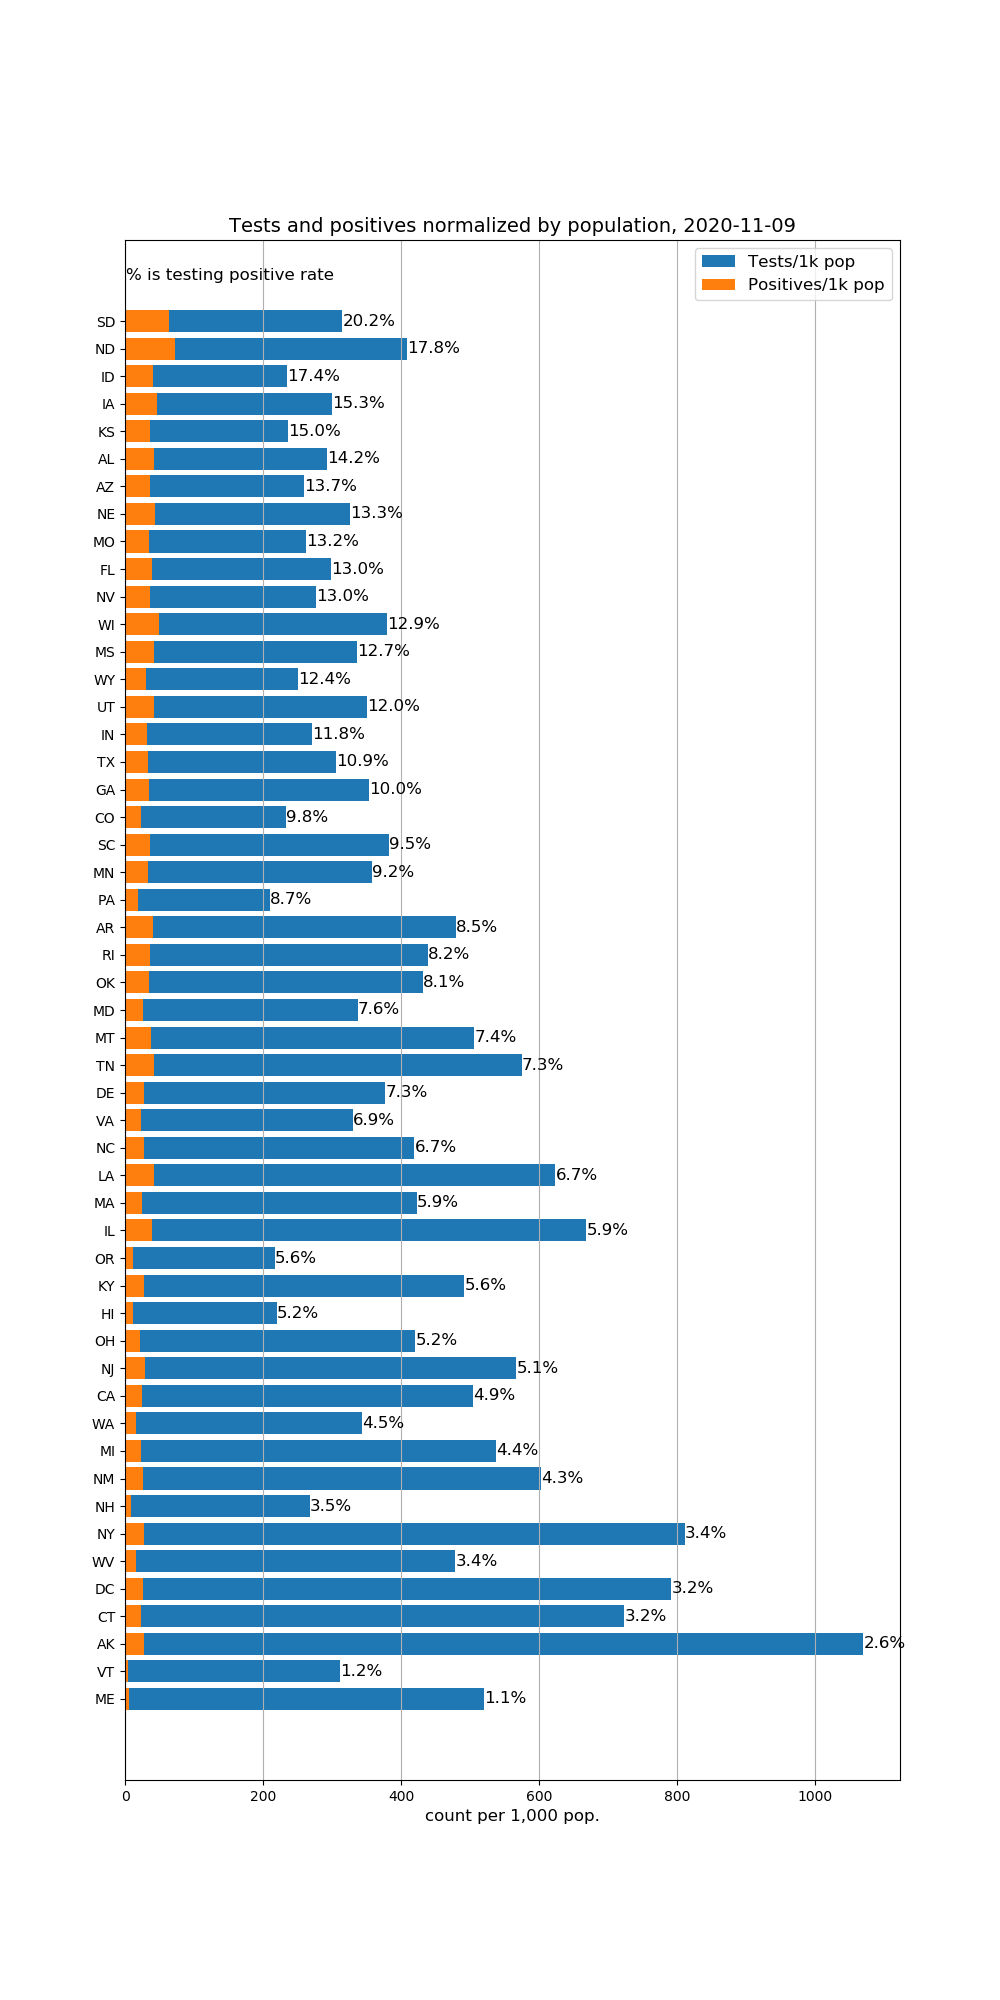 Tests and positives normalized by population, 2020-11-09
% is testing positive rate
Tests/1k pop
Positives/1k pop
SD 20.2%
ND 17.8%
ID 17.4%
IA 15.3%
KS 15.0%
AL 14.2%
AZ 13.7%
NE 13.3%
MO 13.2%
FL 13.0%
NV 13.0%
WI 12.9%
MS 12.7%
WY 12.4%
UT 12.0%
IN 11.8%
TX 10.9%
GA 10.0%
CO 9.8%
SC 9.5%
MN 9.2%
PA 8.7%
AR 8.5%
RI 8.2%
OK 8.1%
MD 7.6%
MT 7.4%
TN 7.3%
DE 7.3%
VA 6.9%
NC 6.7%
LA 6.7%
MA 5.9%
IL 5.9%
OR 5.6%
KY 5.6%
HI 5.2%
OH 5.2%
NJ 5.1%
CA 4.9%
WA 4.5%
MI 4.4%
NM 4.3%
NH 3.5%
NY 3.4%
WV 3.4%
DC 3.2%
CT 3.2%
AK 2.6%
VT 1.2%
ME 1.1%
0 200 400 600 800 1000
count per 1,000 pop.